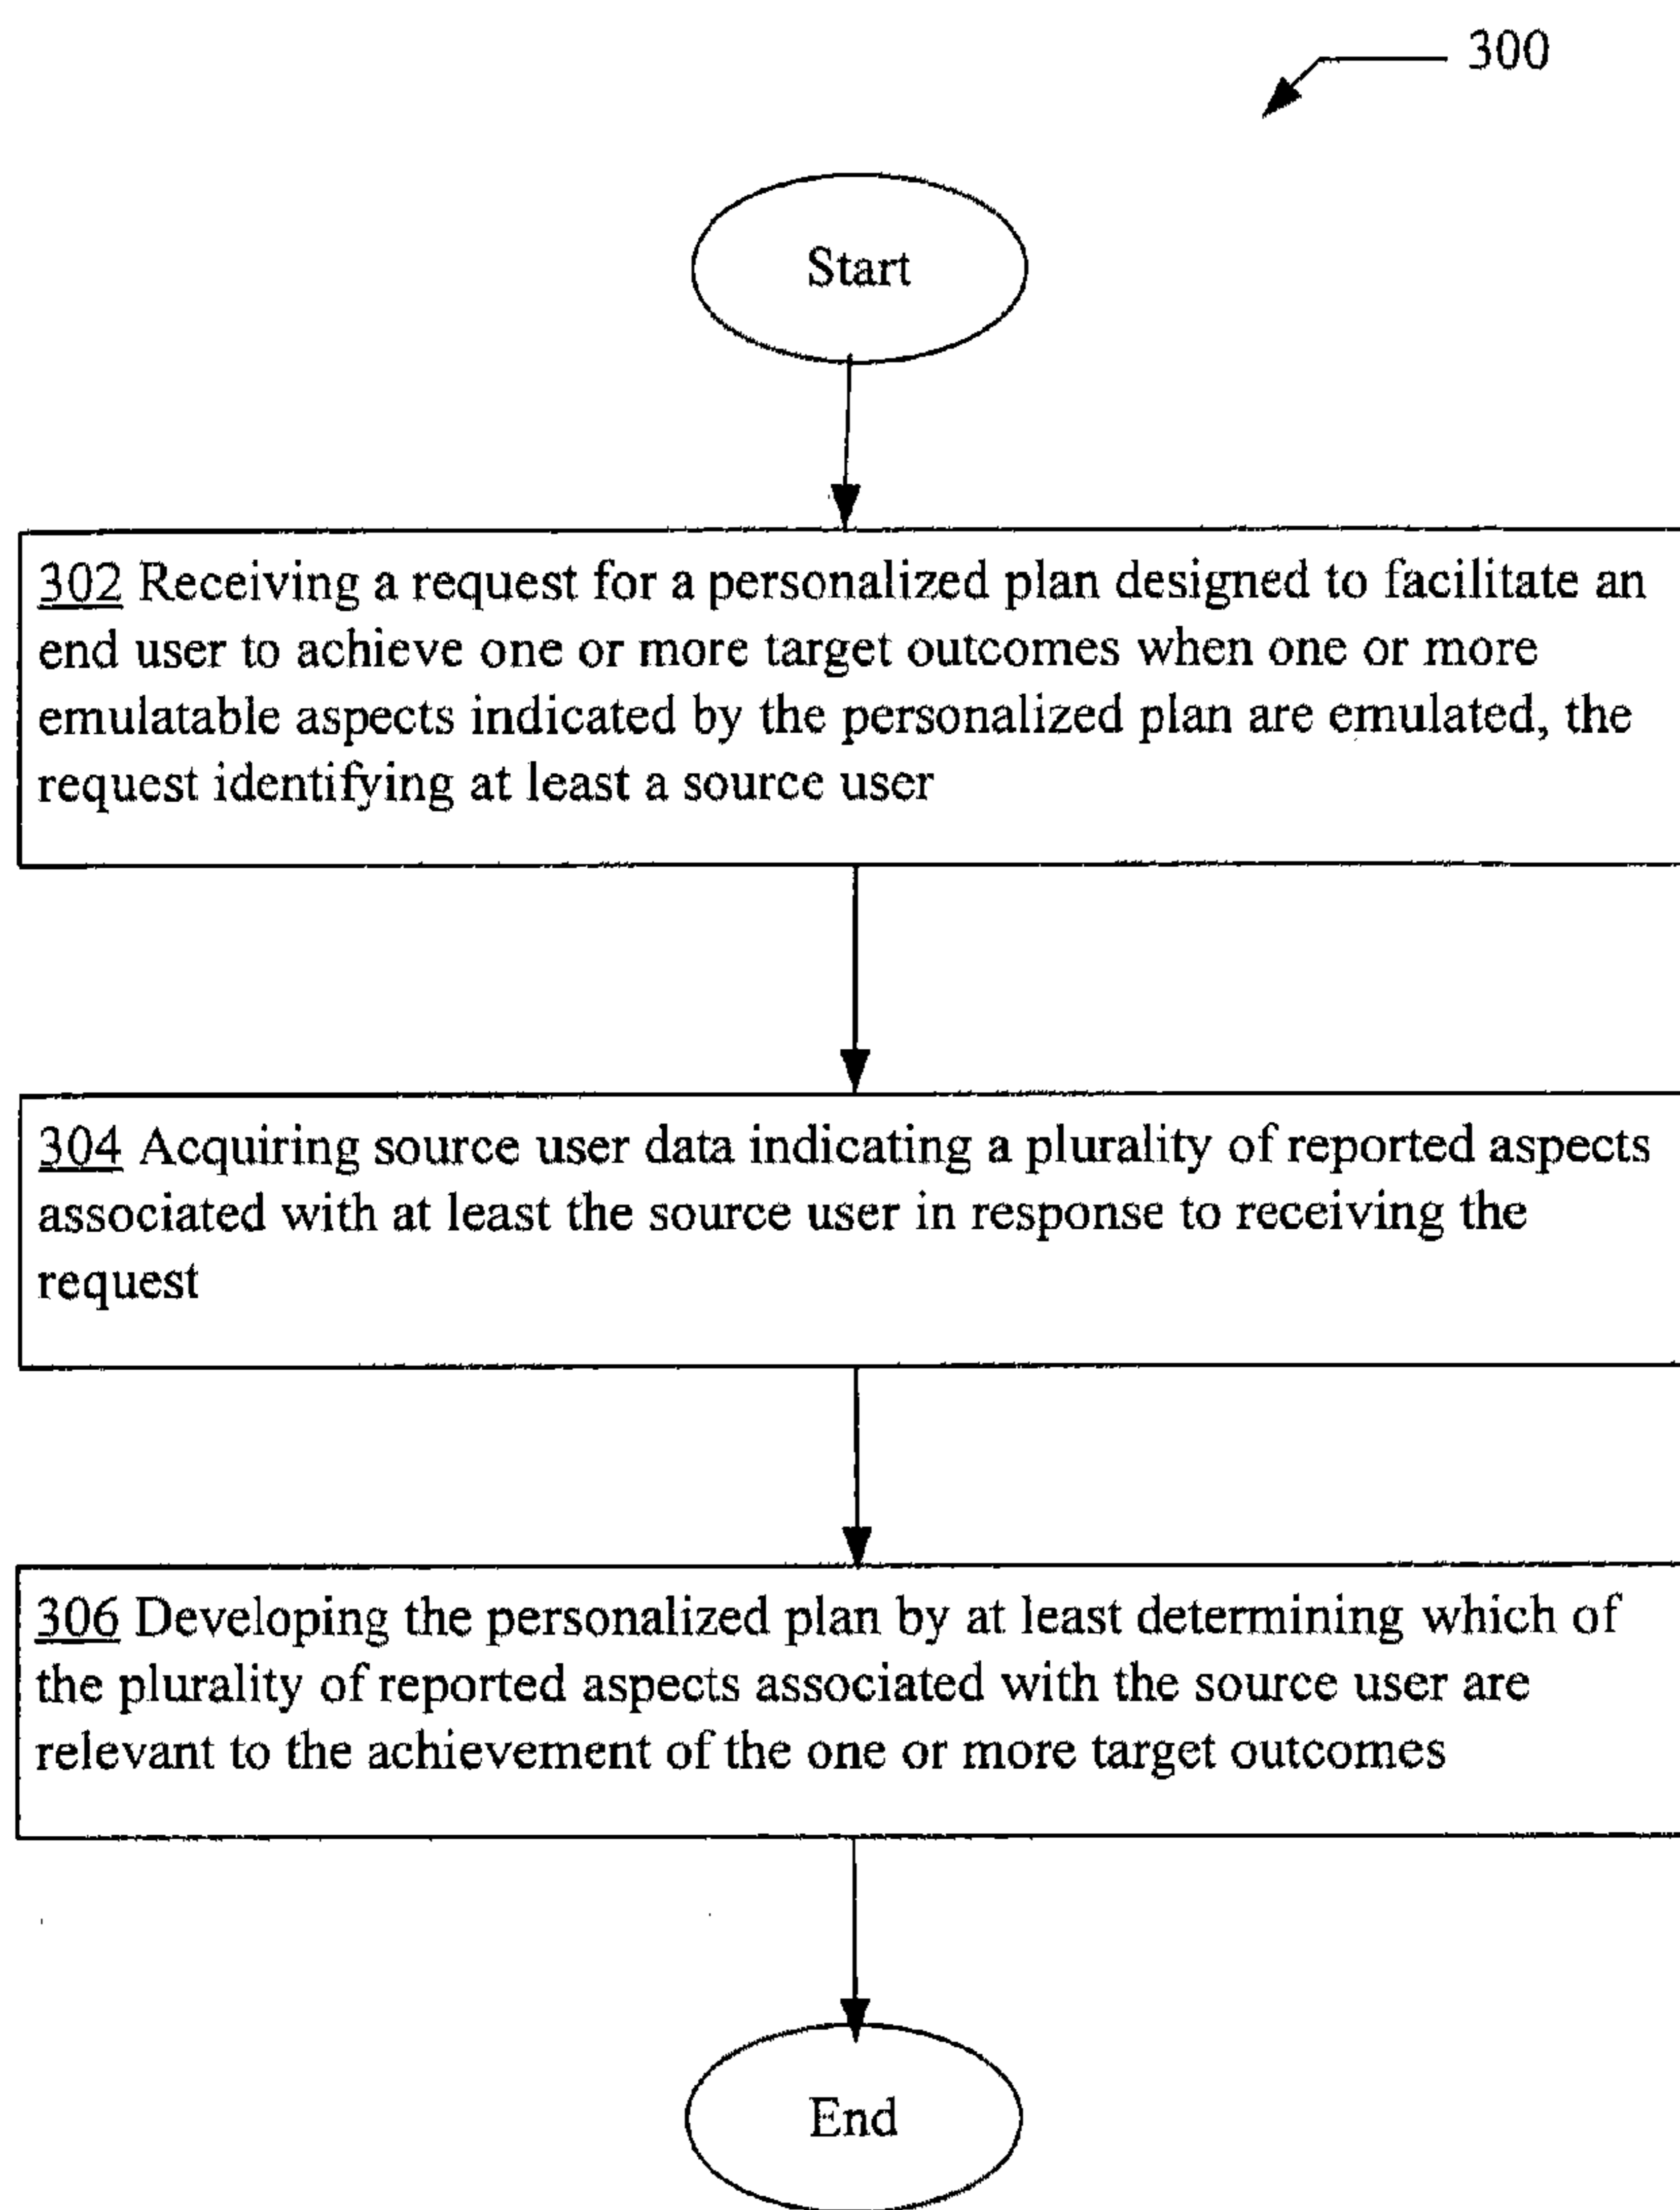 300
Start
302 Receiving a request for a personalized plan designed to facilitate an
end user to achieve one or more target outcomes when one or more
emulatable aspects indicated by the personalized plan are emulated, the
request identifying at least a source user
304 Acquiring source user data indicating a plurality of reported aspects
associated with at least the source user in response to receiving the
request
306 Developing the personalized plan by at least determining which of
the plurality of reported aspects associated with the source user are
relevant to the achievement of the one or more target outcomes
End